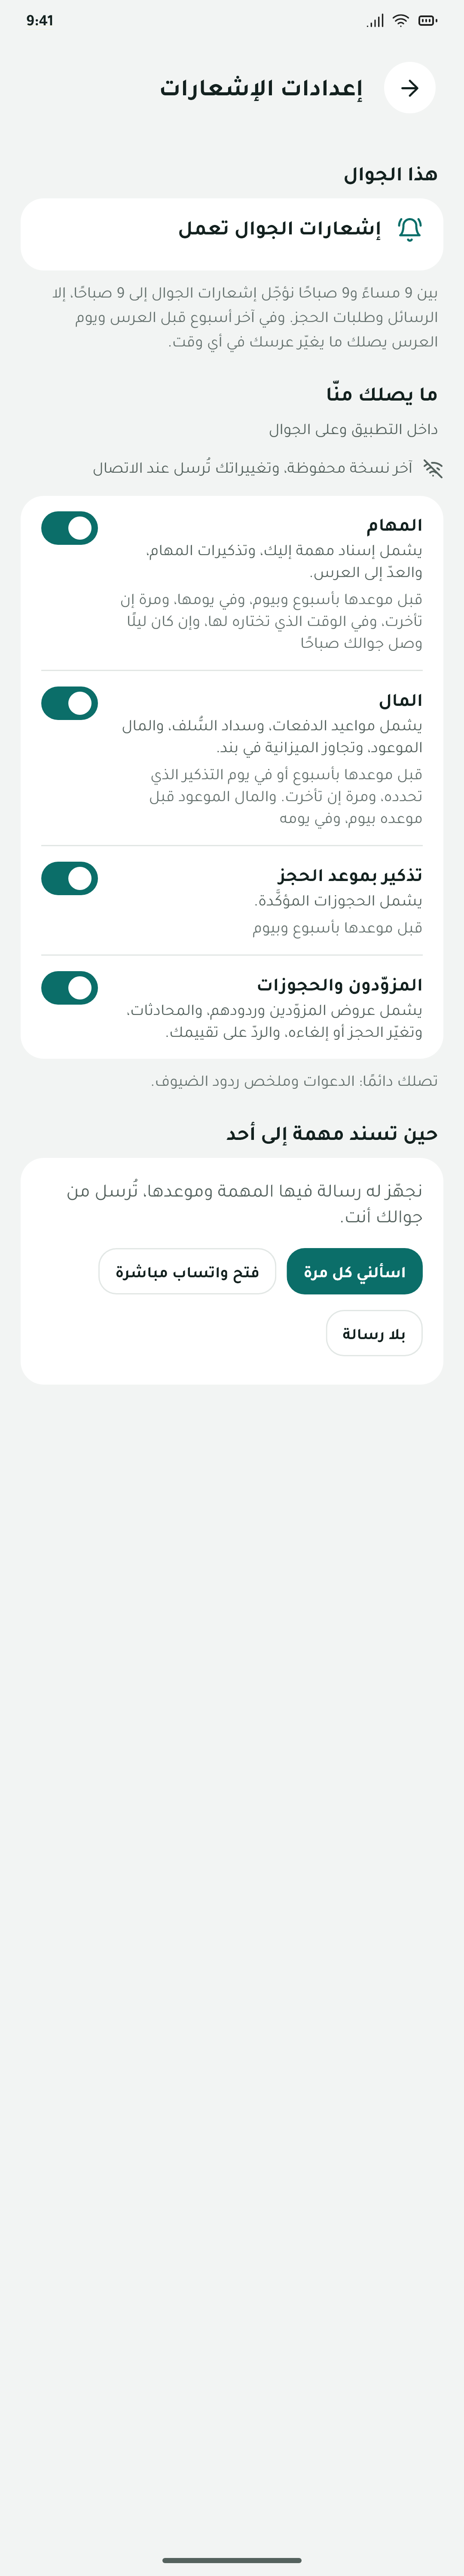 9:41
إعدادات الإشعارات
هذا الجوال
إشعارات الجوال تعمل
بين 9 مساءً و9 صباحًا نؤجّل إشعارات الجوال إلى 9 صباحًا، إلا
الرسائل وطلبات الحجز. وفي آخر أسبوع قبل العرس ويوم
العرس يصلك ما يغيّر عرسك في أي وقت.
ما يصلك منّا
داخل التطبيق وعلى الجوال
آخر نسخة محفوظة، وتغييراتك تُرسل عند الاتصال
المهام
يشمل إسناد مهمة إليك، وتذكيرات المهام،
والعدّ إلى العرس.
قبل موعدها بأسبوع وبيوم، وفي يومها، ومرة إن
تأخرت، وفي الوقت الذي تختاره لها، وإن كان ليلًا
وصل جوالك صباحًا
المال
يشمل مواعيد الدفعات، وسداد السُّلف، والمال
الموعود، وتجاوز الميزانية في بند.
قبل موعدها بأسبوع أو في يوم التذكير الذي
تحدده، ومرة إن تأخرت. والمال الموعود قبل
موعده بيوم، وفي يومه
تذكير بموعد الحجز
يشمل الحجوزات المؤكَّدة.
قبل موعدها بأسبوع وبيوم
المزوّدون والحجوزات
يشمل عروض المزوّدين وردودهم، والمحادثات،
وتغيّر الحجز أو إلغاءه، والردّ على تقييمك.
تصلك دائمًا: الدعوات وملخص ردود الضيوف.
حين تسند مهمة إلى أحد
نجهّز له رسالة فيها المهمة وموعدها، تُرسل من
جوالك أنت.
اسألني كل مرة
فتح واتساب مباشرة
بلا رسالة